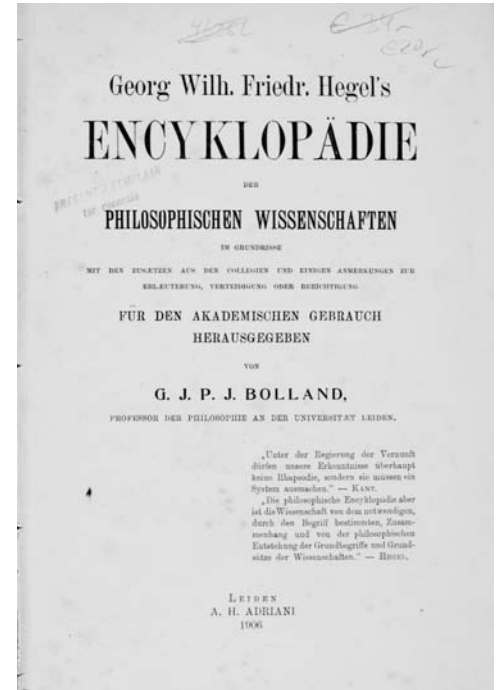 Georg Wilh. Friedr. Hegel's
ENCYKLOPÄDIE
DER
PHILOSOPHISCHEN WISSENSCHAFTEN
IM GRUNDRISSE
MIT DEN ZUSÆTZEN AUS DEN COLLEGIEN UND EINIGEN ANMERKUNGEN ZUR
ERLÆUTERUNG, VERTEIDIGUNG ODER BERICHTIGUNG
FÜR DEN AKADEMISCHEN GEBRAUCH
HERAUSGEGEBEN
VON
G. J. P. J. BOLLAND,
PROFESSOR DER PHILOSOPHIE AN DER UNIVERSITÆT LEIDEN.
„Unter der Regierung der Vernunft
dürfen unsere Erkenntnisse überhaupt
keine Rhapsodie, sondern sie müssen ein
System ausmachen.” — KANT.
„Die philosophische Encyklopädie aber
ist die Wissenschaft von dem notwendigen,
durch den Begriff bestimmten, Zusam-
menhang und von der philosophischen
Entstehung der Grundbegriffe und Grund-
sätze der Wissenschaften.” — HEGEL.
LEIDEN
A. H. ADRIANI
1906